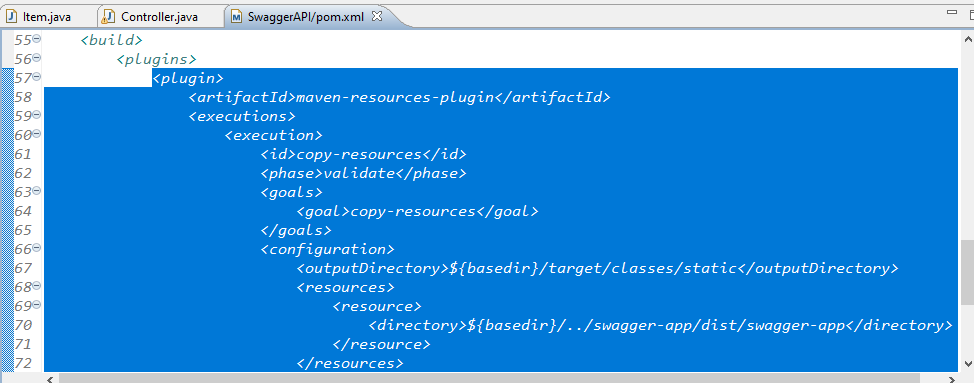 Item.java Controller.java SwaggerAPI/pom.xml
55 <build>
56 <plugins>
57 <plugin>
58 <artifactId>maven-resources-plugin</artifactId>
59 <executions>
60 <execution>
61 <id>copy-resources</id>
62 <phase>validate</phase>
63 <goals>
64 <goal>copy-resources</goal>
65 </goals>
66 <configuration>
67 <outputDirectory>${basedir}/target/classes/static</outputDirectory>
68 <resources>
69 <resource>
70 <directory>${basedir}/../swagger-app/dist/swagger-app</directory>
71 </resource>
72 </resources>